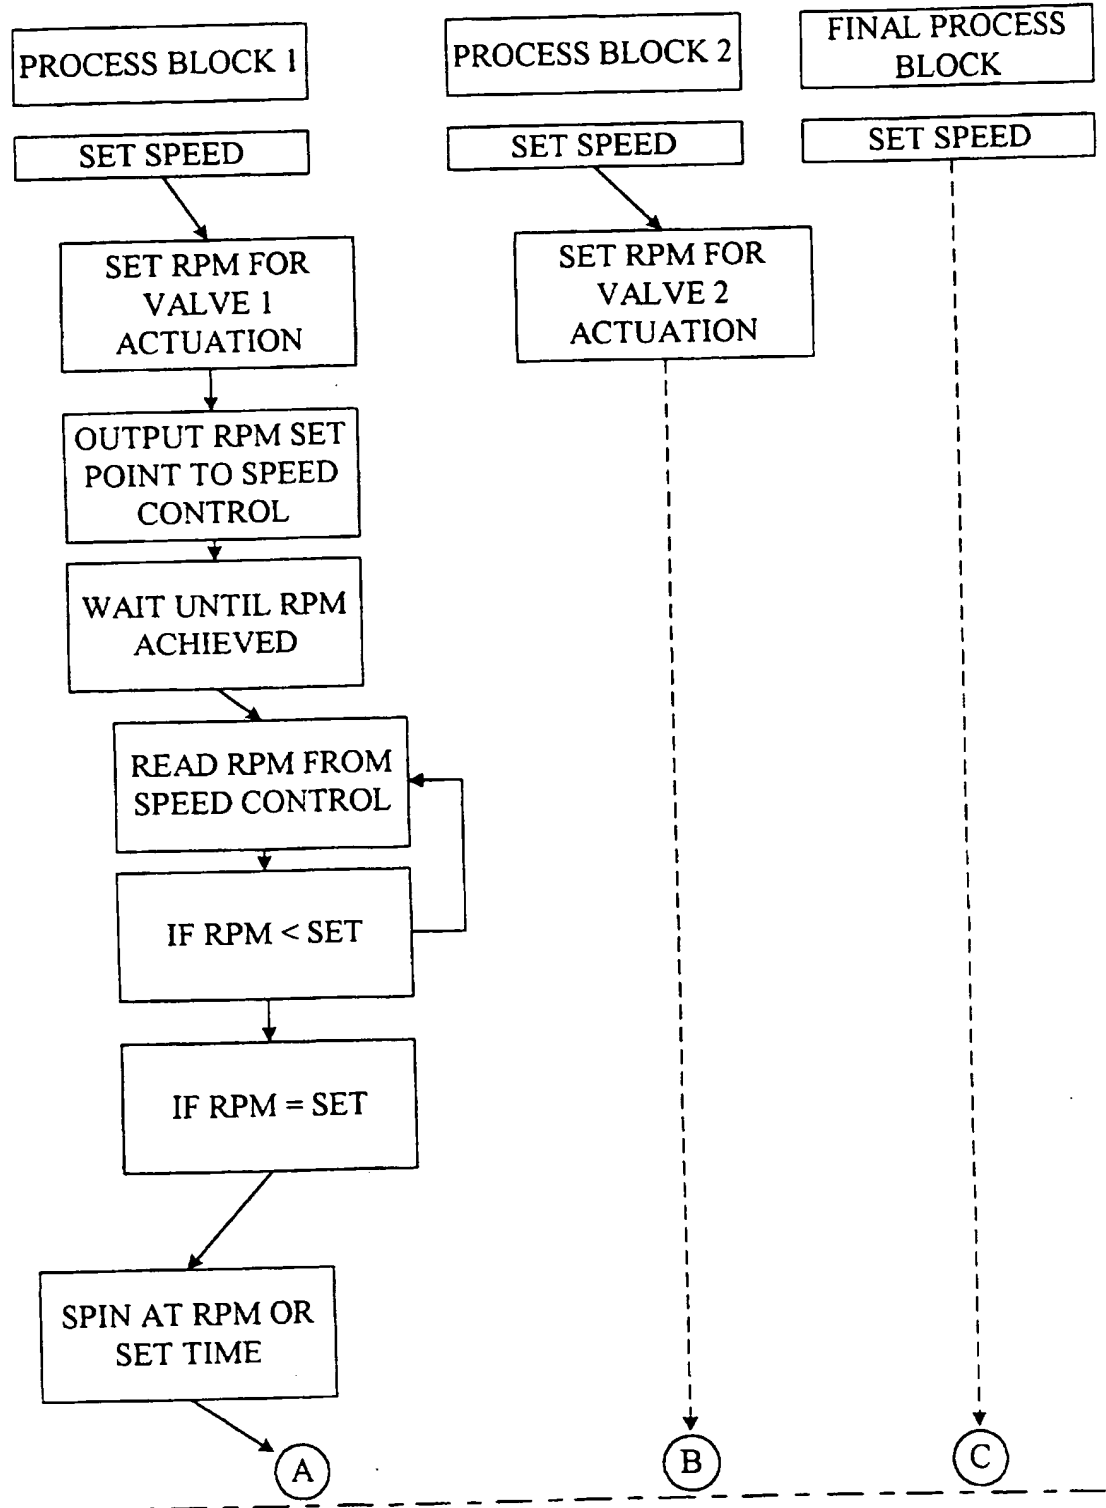 PROCESS BLOCK 1
SET SPEED
SET RPM FOR
VALVE 1
ACTUATION
OUTPUT RPM SET
POINT TO SPEED
CONTROL
WAIT UNTIL RPM
ACHIEVED
READ RPM FROM
SPEED CONTROL
IF RPM < SET
IF RPM = SET
SPIN AT RPM OR
SET TIME
A
PROCESS BLOCK 2
SET SPEED
SET RPM FOR
VALVE 2
ACTUATION
B
FINAL PROCESS
BLOCK
SET SPEED
C